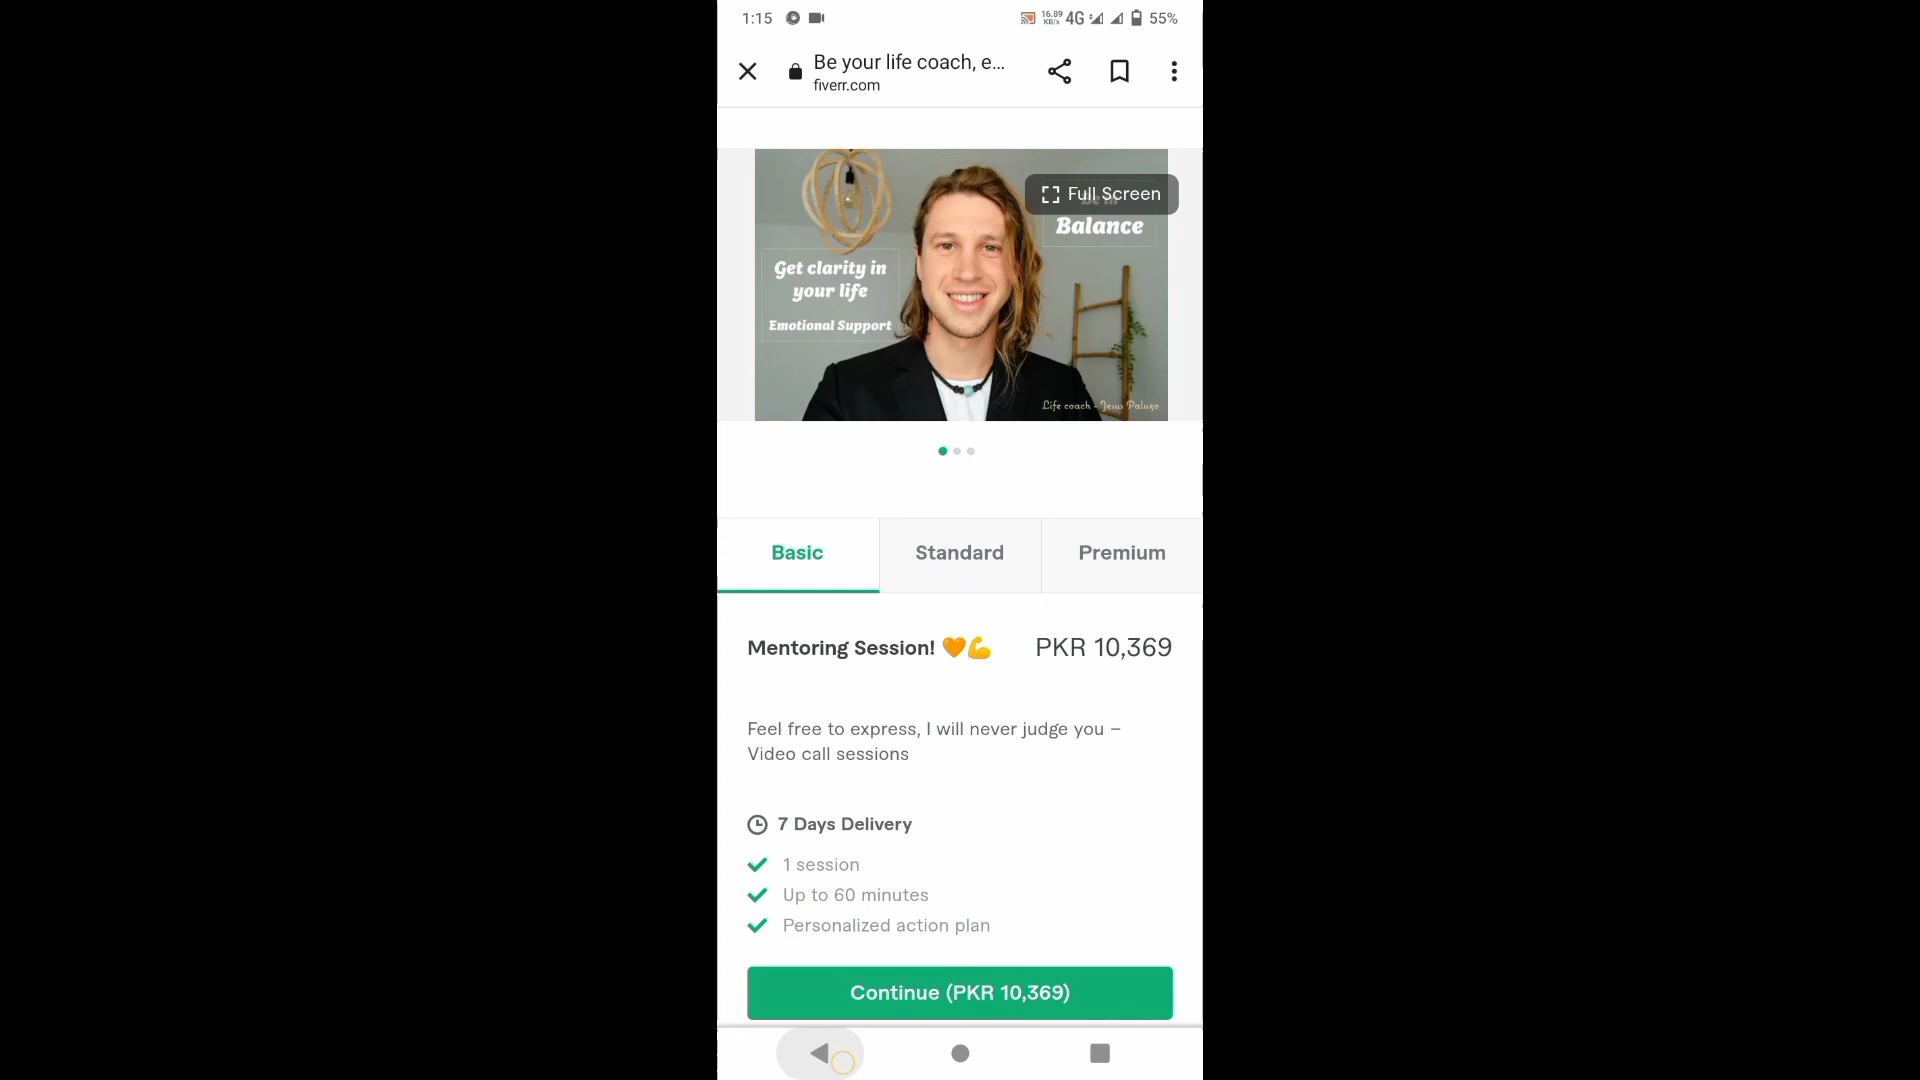 1:15
16.89
KB/s
4G
55%
Be your life coach, e...
fiverr.com
Full Screen
Balance
Get clarity in
your life
Emotional Support
Life coach - Jesus Paluzo
Basic
Standard
Premium
Mentoring Session! 🧡💪
PKR 10,369
Feel free to express, I will never judge you –
Video call sessions
7 Days Delivery
1 session
Up to 60 minutes
Personalized action plan
Continue (PKR 10,369)